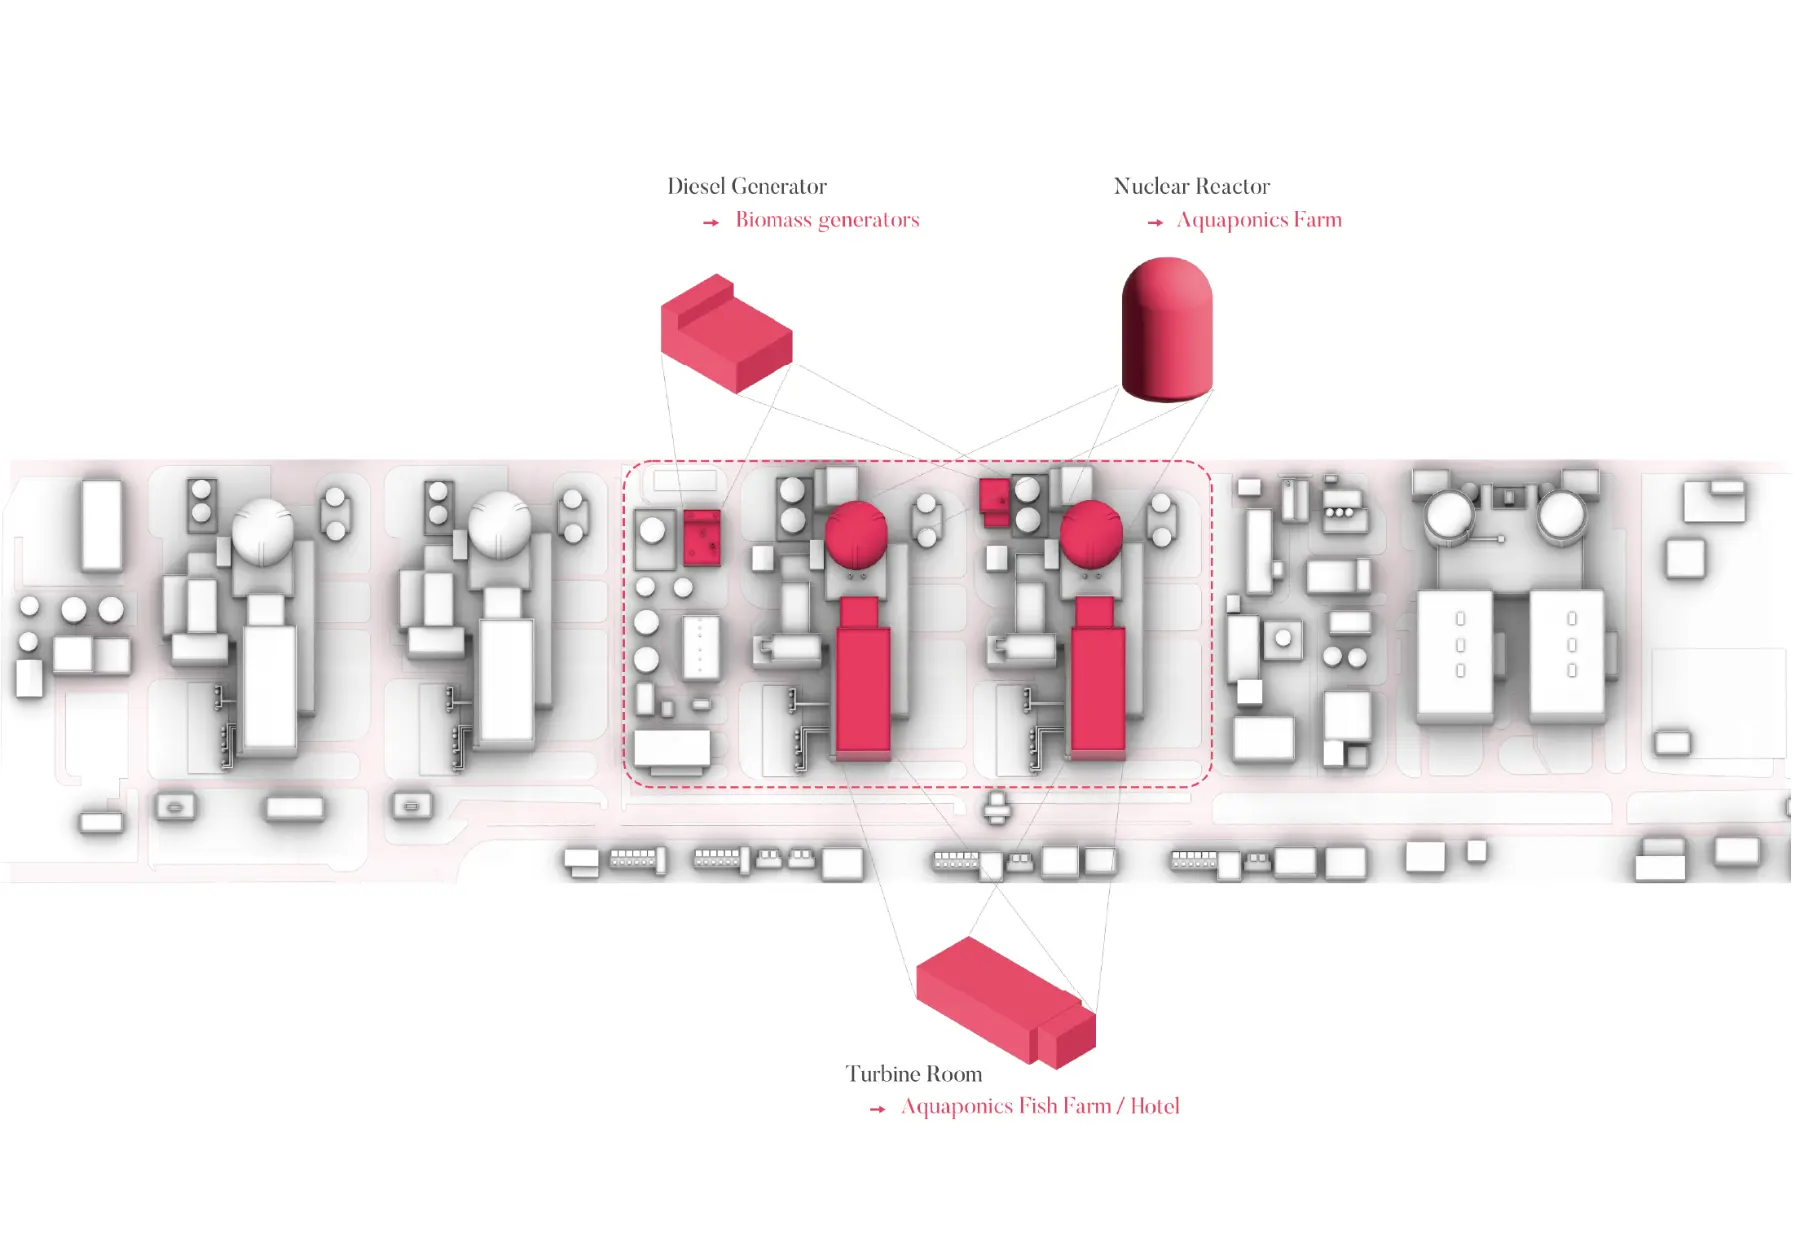 Diesel Generator
→ Biomass generators
Nuclear Reactor
→ Aquaponics Farm
Turbine Room
→ Aquaponics Fish Farm / Hotel